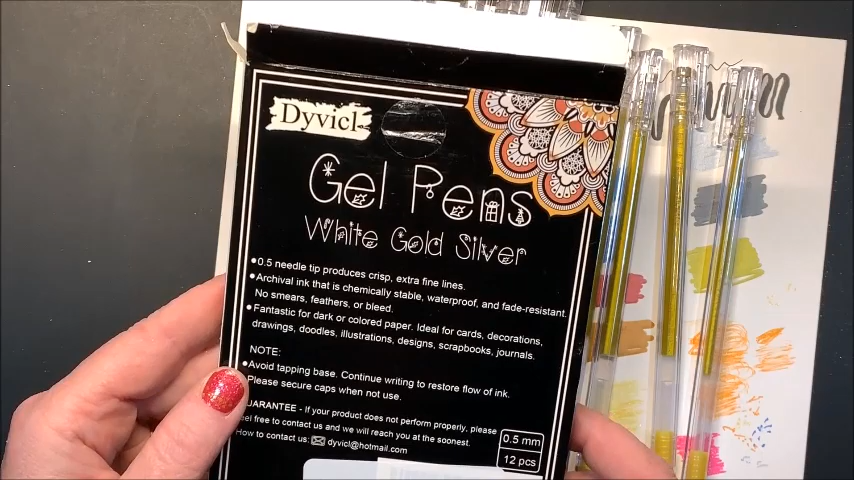 Dyvicl
Gel Pens
White Gold Silver
•0.5 needle tip produces crisp, extra fine lines.
•Archival ink that is chemically stable, waterproof, and fade-resistant.
No smears, feathers, or bleed.
•Fantastic for dark or colored paper. Ideal for cards, decorations,
drawings, doodles, illustrations, designs, scrapbooks, journals.
NOTE:
•Avoid tapping base. Continue writing to restore flow of ink.
Please secure caps when not use.
GUARANTEE - If your product does not perform properly, please
feel free to contact us and we will reach you at the soonest.
How to contact us: dyvicl@hotmail.com
0.5 mm
12 pcs